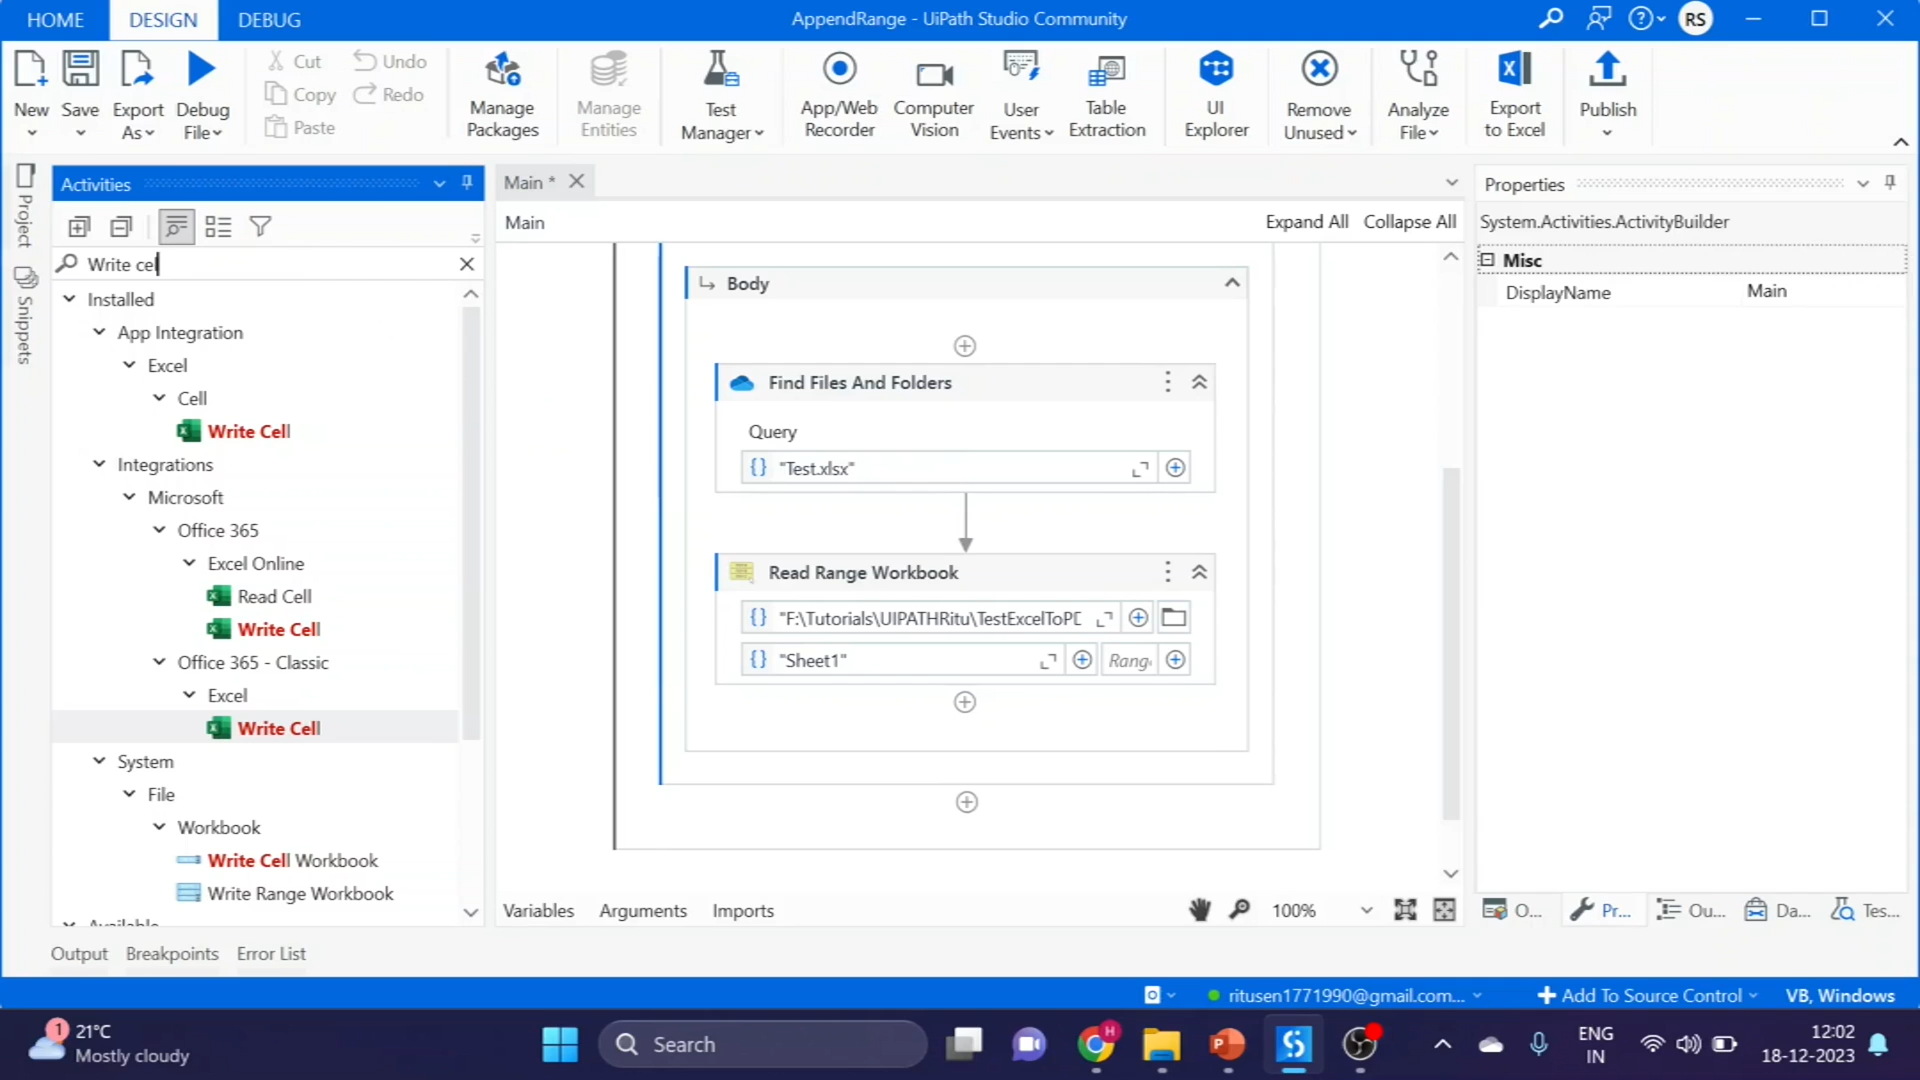 HOME DESIGN DEBUG AppendRange - UiPath Studio Community RS
New Save Export As Debug File
Cut Copy Paste Undo Redo
Manage Packages
Manage Entities
Test Manager
App/Web Recorder
Computer Vision
User Events
Table Extraction
UI Explorer
Remove Unused
Analyze File
Export to Excel
Publish
Project
Snippets
Activities
Write cel
Installed
App Integration
Excel
Cell
Write Cell
Integrations
Microsoft
Office 365
Excel Online
Read Cell
Write Cell
Office 365 - Classic
Excel
Write Cell
System
File
Workbook
Write Cell Workbook
Write Range Workbook
Available
Main *
Main Expand All Collapse All
Body
Find Files And Folders
Query
"Test.xlsx"
Read Range Workbook
"F:\Tutorials\UIPATHRitu\TestExcelToPD
"Sheet1" Rang
Variables Arguments Imports 100%
Properties
System.Activities.ActivityBuilder
Misc
DisplayName Main
O... Pr... Ou... Da... Tes...
Output Breakpoints Error List
ritusen1771990@gmail.com... Add To Source Control VB, Windows
1 21°C
Mostly cloudy
Search
H
ENG
IN
12:02
18-12-2023